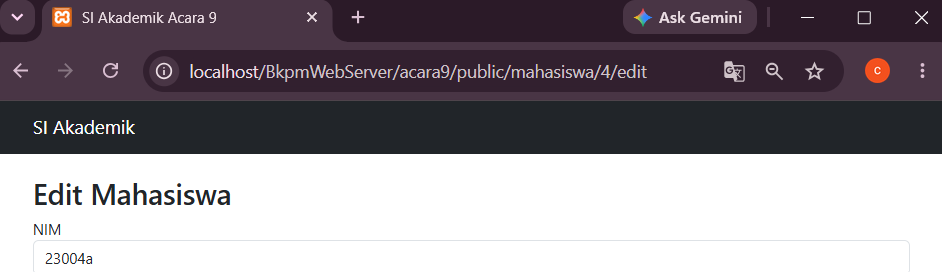 SI Akademik Acara 9
Ask Gemini
localhost/BkpmWebServer/acara9/public/mahasiswa/4/edit
C
SI Akademik
Edit Mahasiswa
NIM
23004a